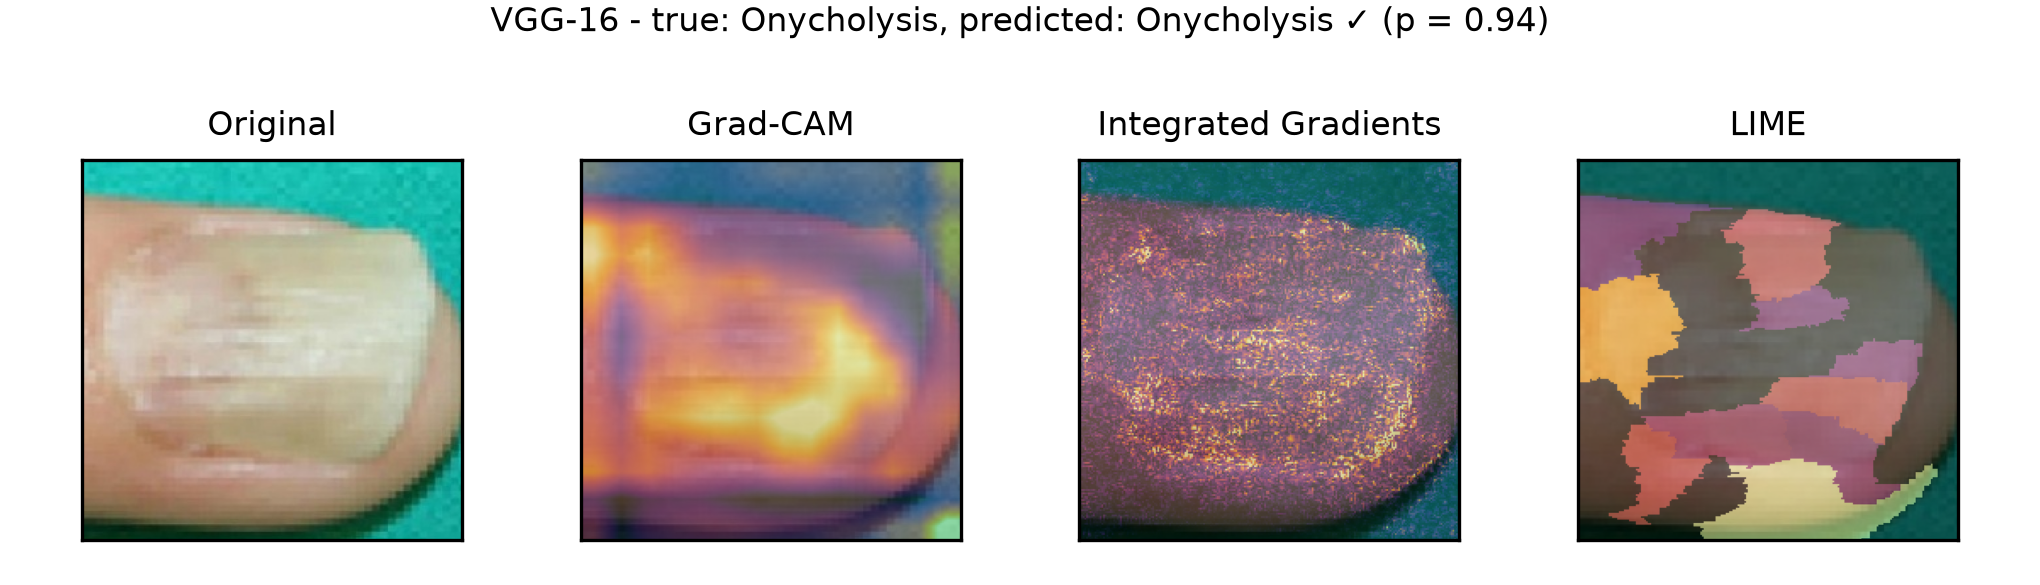 VGG-16 - true: Onycholysis, predicted: Onycholysis ✓ (p = 0.94)
Original
Grad-CAM
Integrated Gradients
LIME